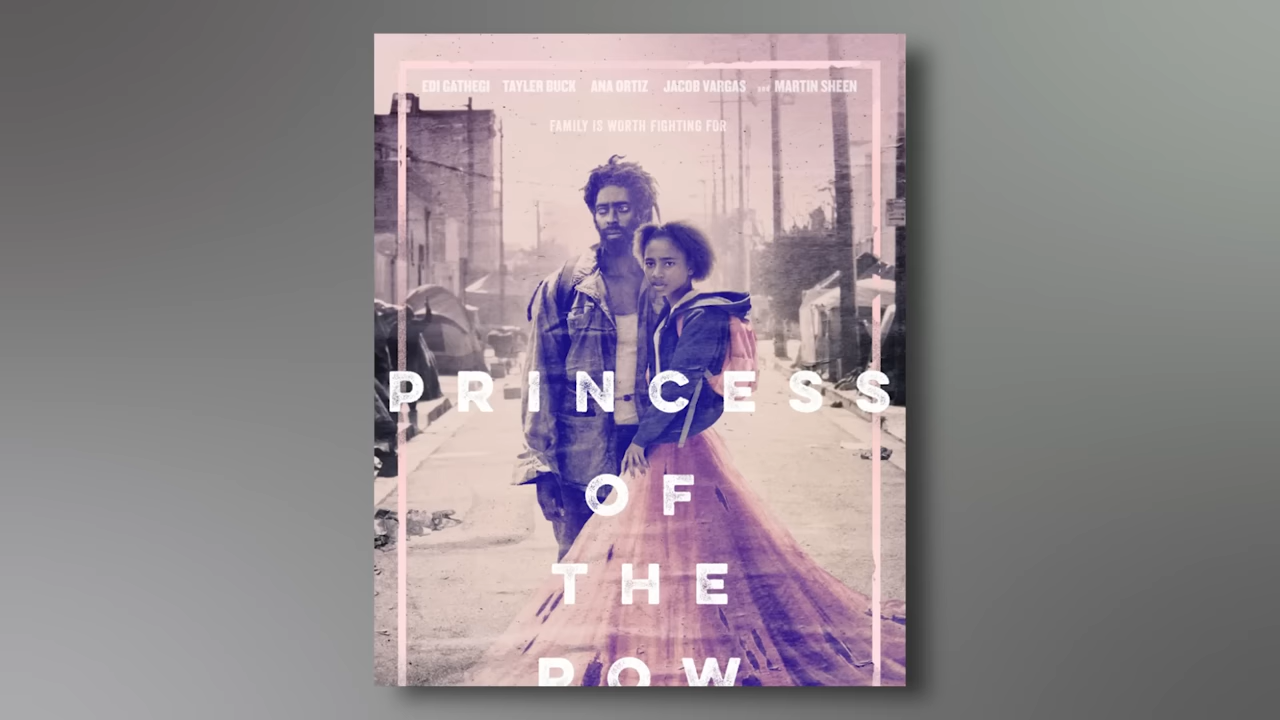 EDI GATHEGI TAYLER BUCK ANA ORTIZ JACOB VARGAS and MARTIN SHEEN
FAMILY IS WORTH FIGHTING FOR
PRINCESS
OF
THE
ROW